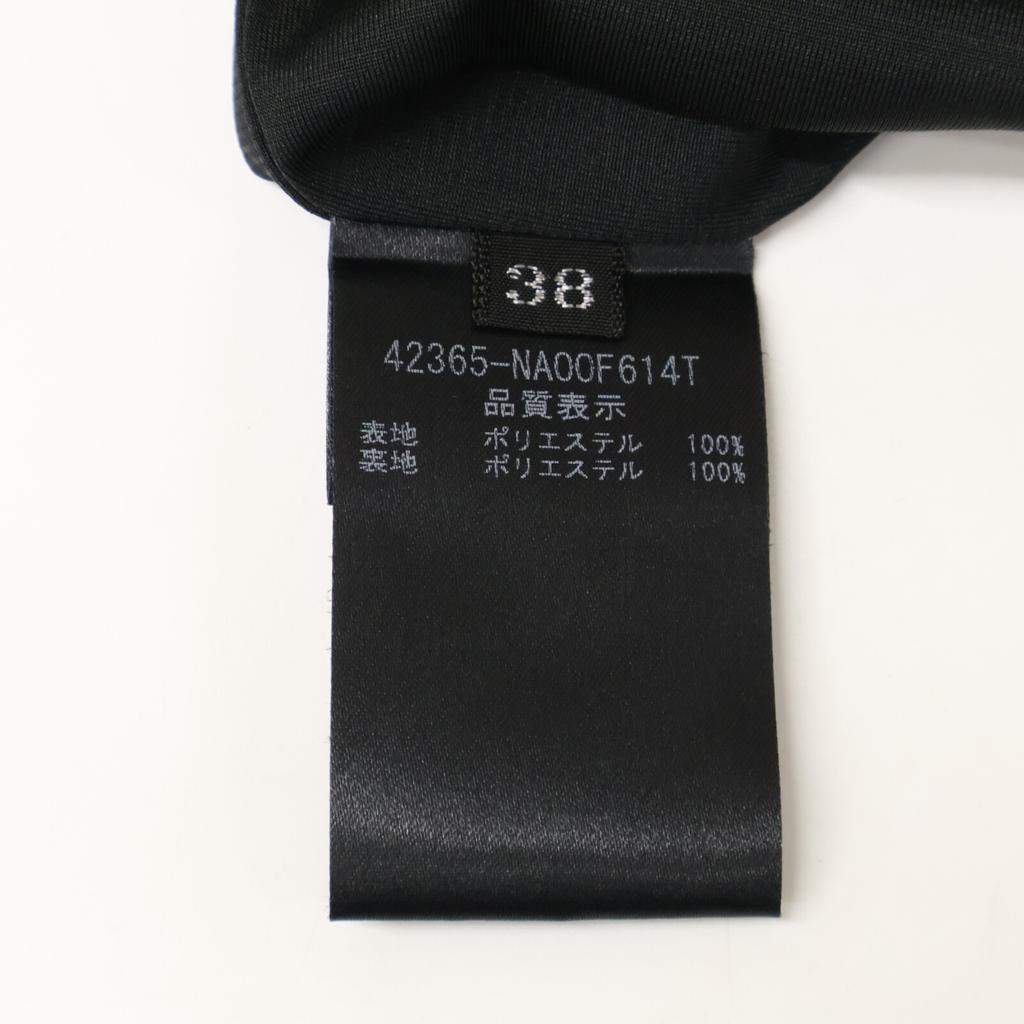 38
42365-NA00F614T
品質表示
表地 ポリエステル 100%
裏地 ポリエステル 100%